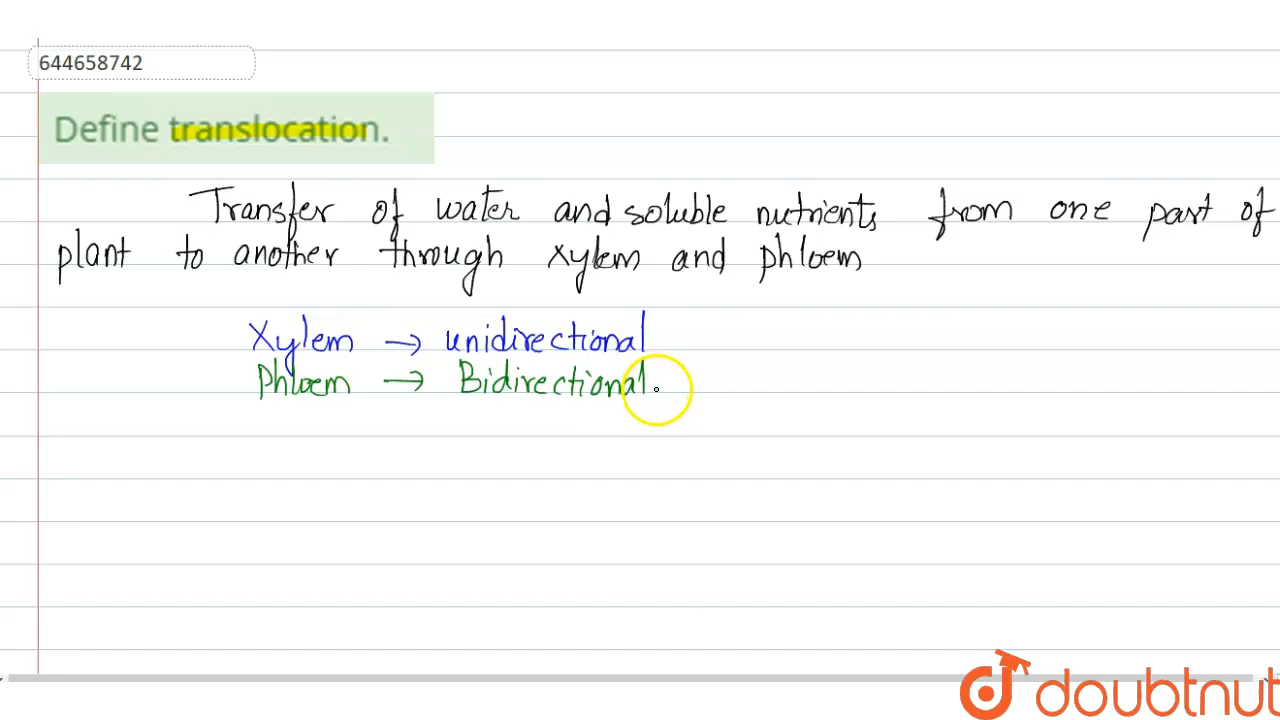 644658742
Define translocation.
Transfer of water and soluble nutrients from one part of
plant to another through xylem and phloem
Xylem → unidirectional
Phloem → Bidirectional.
doubtnut